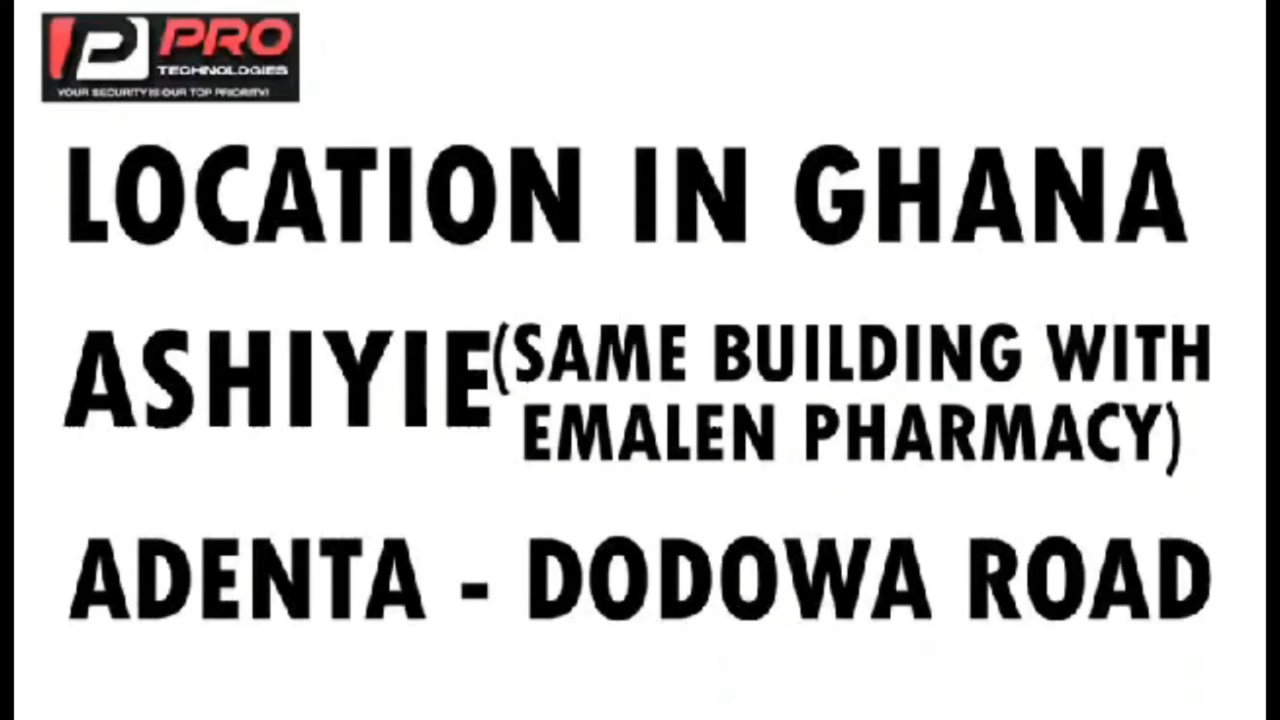 PRO
TECHNOLOGIES
YOUR SECURITY IS OUR TOP PRIORITY!
LOCATION IN GHANA
ASHIYIE (SAME BUILDING WITH
EMALEN PHARMACY)
ADENTA - DODOWA ROAD